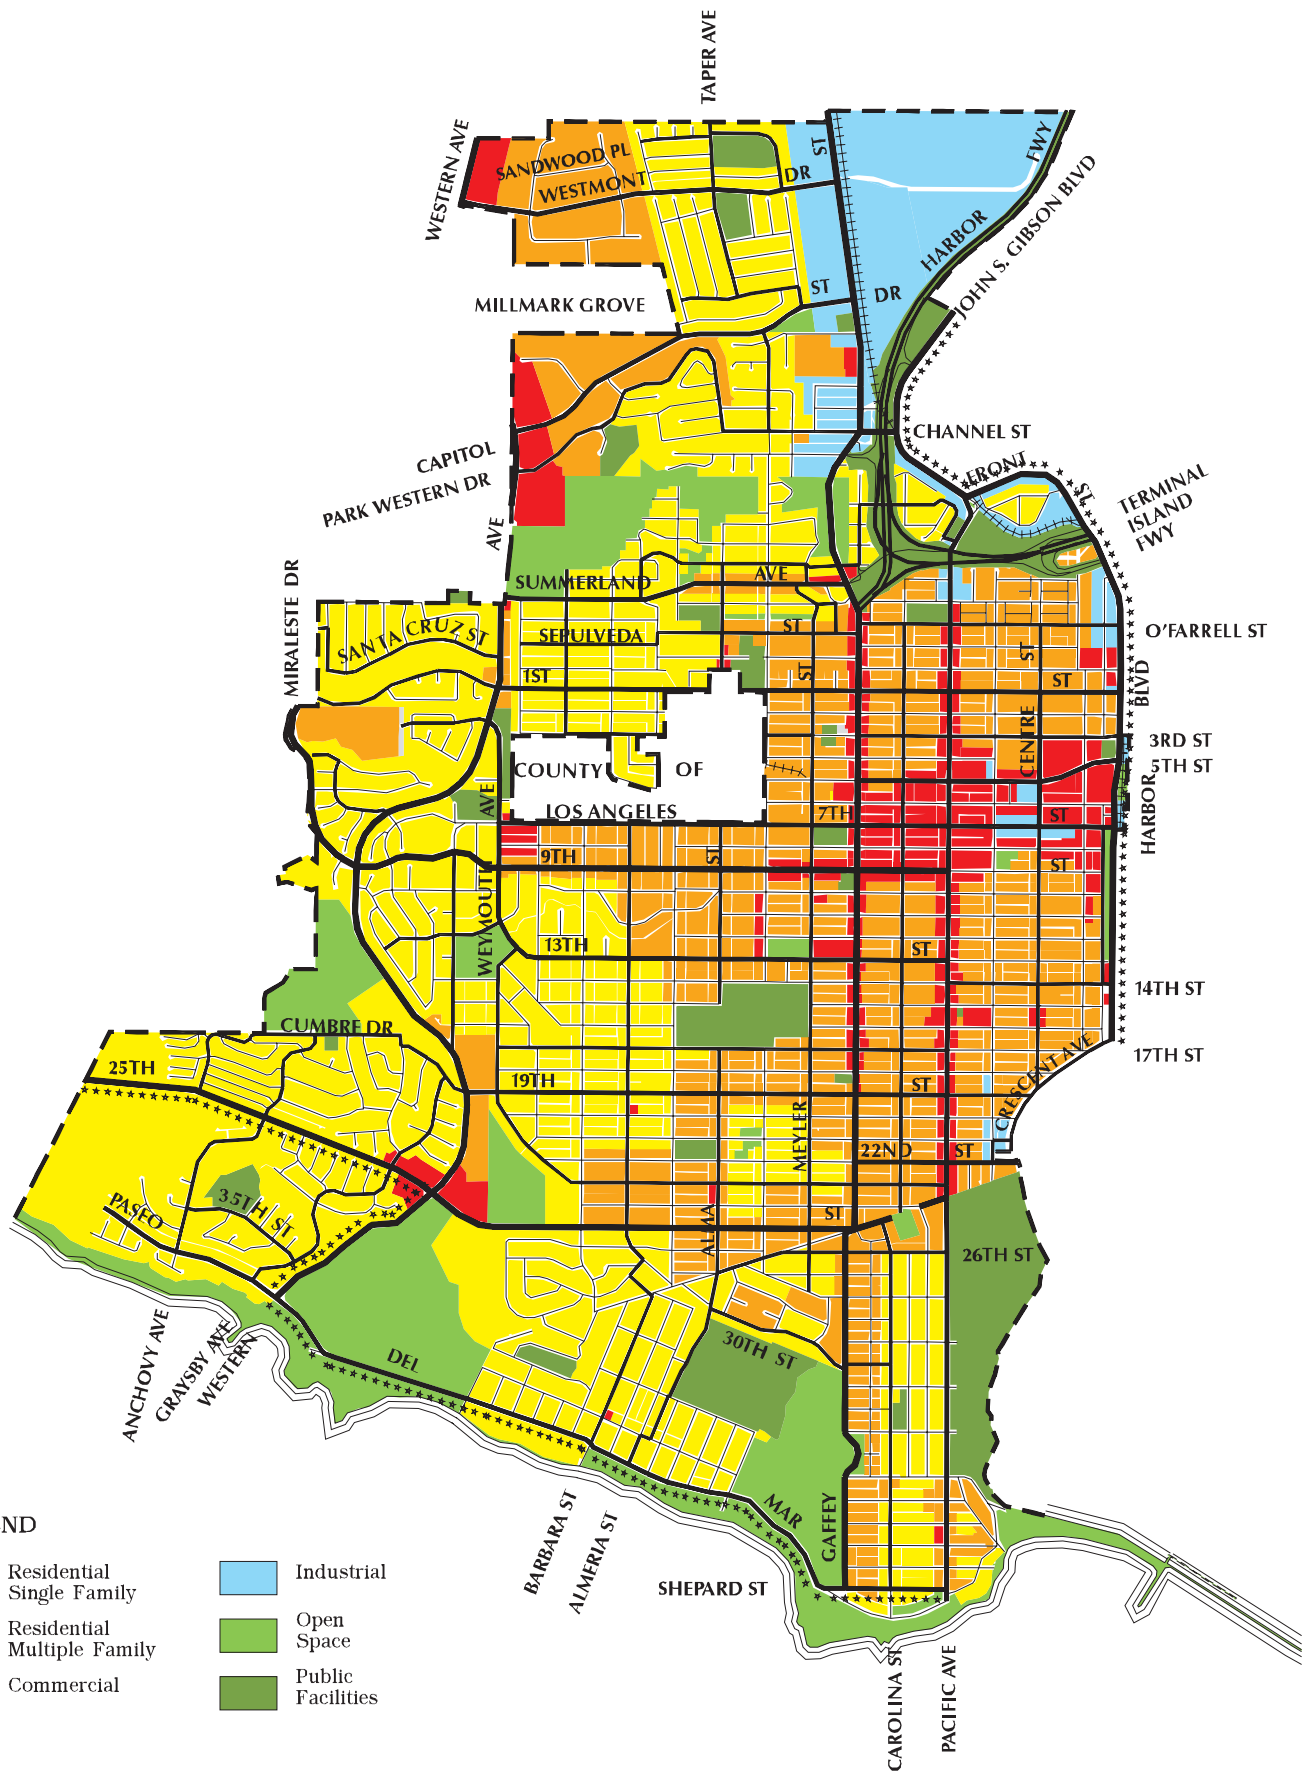 TAPER AVE
WESTERN AVE
SANDWOOD PL
WESTMONT
DR
ST
FWY
HARBOR
JOHN S. GIBSON BLVD
MILLMARK GROVE
ST
DR
CHANNEL ST
CAPITOL
PARK WESTERN DR
AVE
FRONT
ST
TERMINAL
ISLAND
FWY
SUMMERLAND
AVE
MIRALESTE DR
SANTA CRUZ ST
SEPULVEDA
ST
O'FARRELL ST
1ST
ST
ST
ST
BLVD
CENTRE
3RD ST
5TH ST
COUNTY
OF
LOS ANGELES
AVE
7TH
ST
HARBOR
9TH
ST
ST
WEYMOUTH
13TH
ST
14TH ST
CUMBRE DR
17TH ST
25TH
19TH
ST
CRESCENT AVE
MEYLER
22ND
ST
35TH ST
PASEO
ALMA
ST
26TH ST
ANCHOVY AVE
GRAYSBY AVE
WESTERN
DEL
30TH ST
MAR
GAFFEY
BARBARA ST
ALMERIA ST
SHEPARD ST
CAROLINA ST
PACIFIC AVE
ND
Residential
Single Family
Residential
Multiple Family
Commercial
Industrial
Open
Space
Public
Facilities